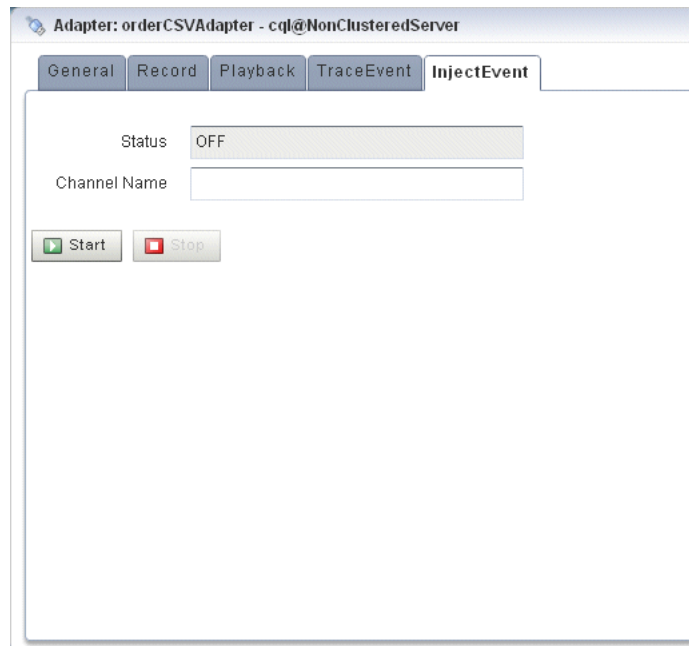 Adapter: orderCSVAdapter - cql@NonClusteredServer
General Record Playback TraceEvent InjectEvent
Status OFF
Channel Name
Start Stop